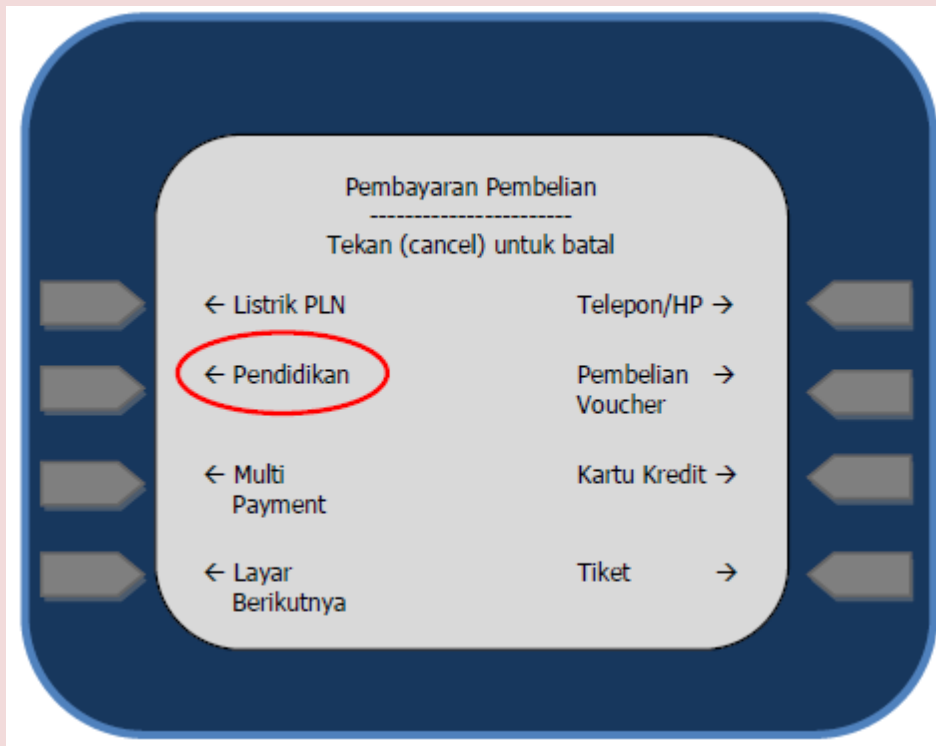 Pembayaran Pembelian
-----------------------
Tekan (cancel) untuk batal
← Listrik PLN
Telepon/HP →
← Pendidikan
Pembelian →
Voucher
← Multi
Payment
Kartu Kredit →
← Layar
Berikutnya
Tiket →